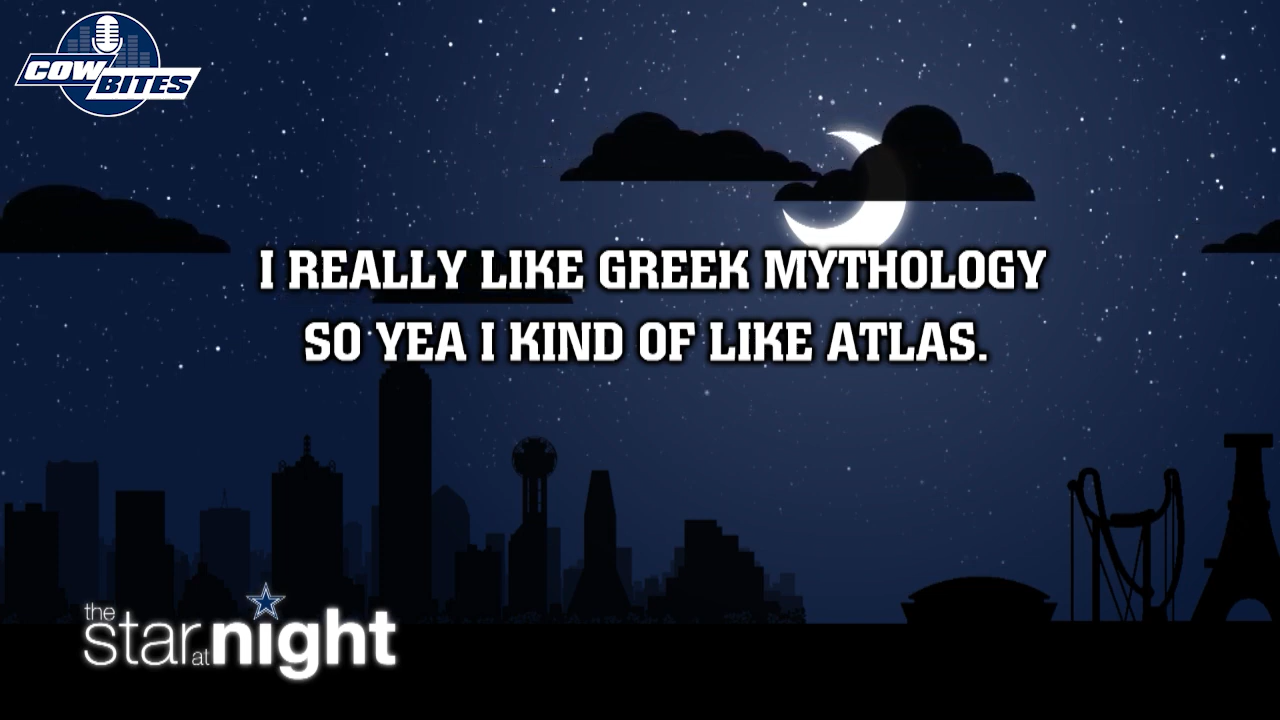 COW
BITES
I REALLY LIKE GREEK MYTHOLOGY
SO YEA I KIND OF LIKE ATLAS.
the
star at night